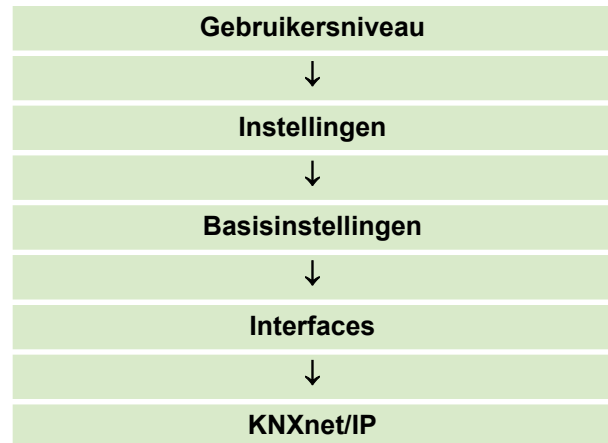 Gebruikersniveau
↓
Instellingen
↓
Basisinstellingen
↓
Interfaces
↓
KNXnet/IP